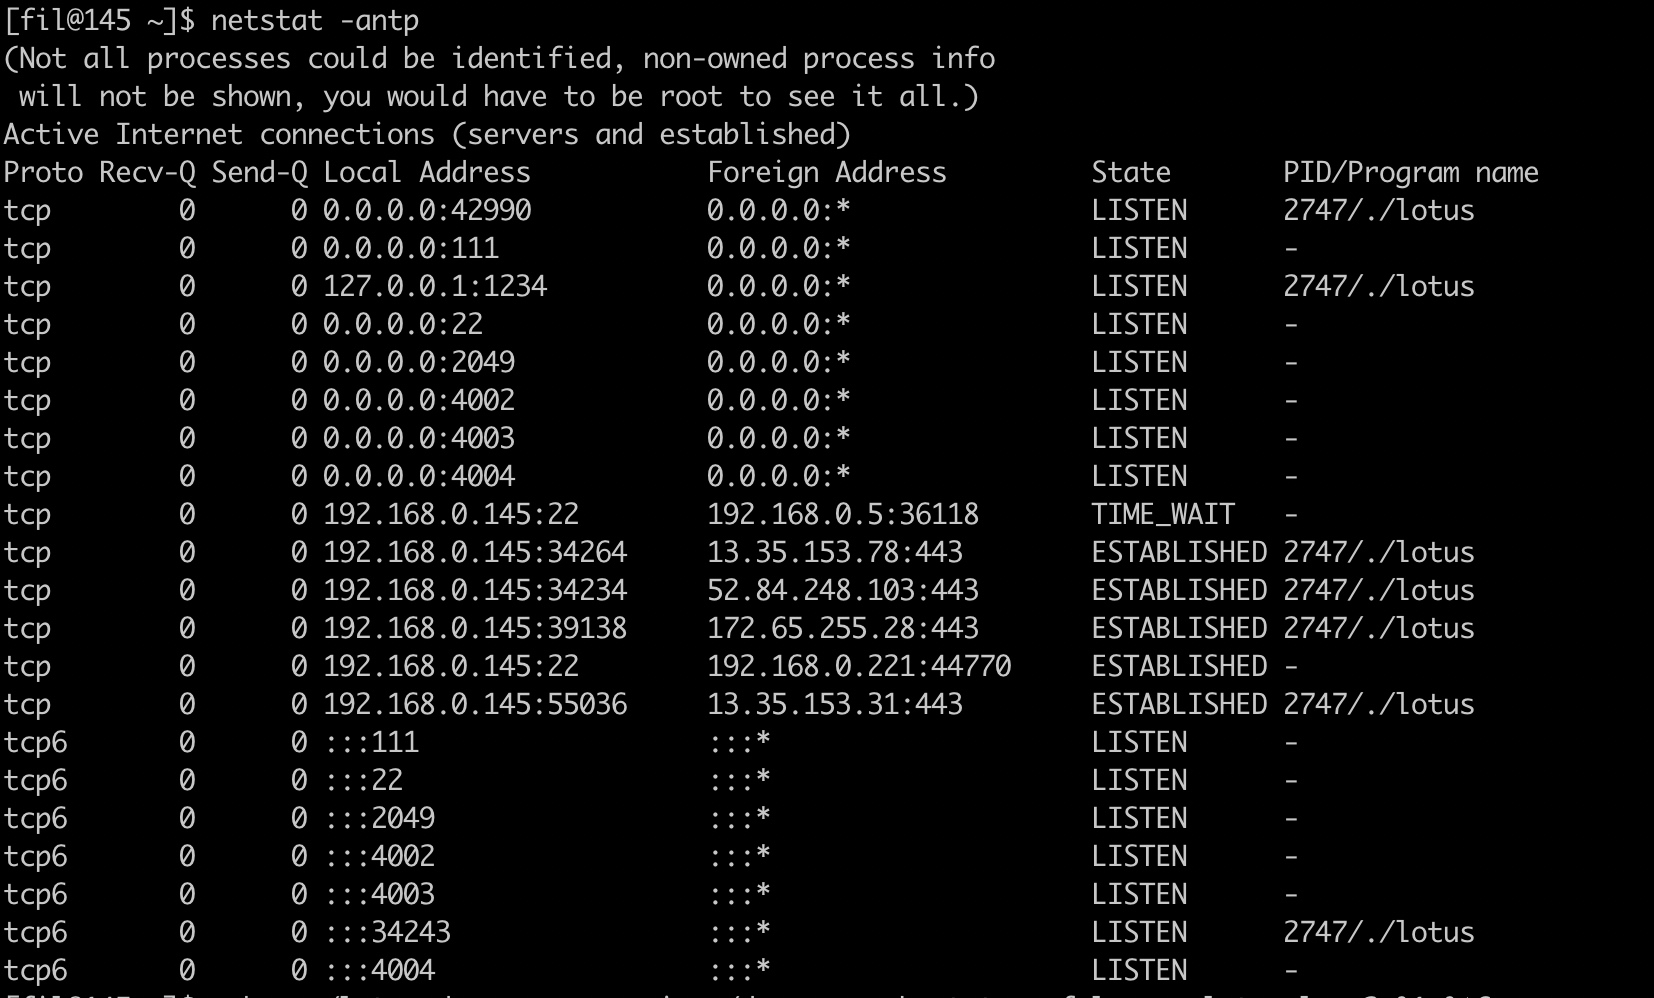 [fil@145 ~]$ netstat -antp
(Not all processes could be identified, non-owned process info
 will not be shown, you would have to be root to see it all.)
Active Internet connections (servers and established)
Proto Recv-Q Send-Q Local Address           Foreign Address         State       PID/Program name
tcp        0      0 0.0.0.0:42990           0.0.0.0:*               LISTEN      2747/./lotus
tcp        0      0 0.0.0.0:111             0.0.0.0:*               LISTEN      -
tcp        0      0 127.0.0.1:1234          0.0.0.0:*               LISTEN      2747/./lotus
tcp        0      0 0.0.0.0:22              0.0.0.0:*               LISTEN      -
tcp        0      0 0.0.0.0:2049            0.0.0.0:*               LISTEN      -
tcp        0      0 0.0.0.0:4002            0.0.0.0:*               LISTEN      -
tcp        0      0 0.0.0.0:4003            0.0.0.0:*               LISTEN      -
tcp        0      0 0.0.0.0:4004            0.0.0.0:*               LISTEN      -
tcp        0      0 192.168.0.145:22        192.168.0.5:36118       TIME_WAIT   -
tcp        0      0 192.168.0.145:34264     13.35.153.78:443        ESTABLISHED 2747/./lotus
tcp        0      0 192.168.0.145:34234     52.84.248.103:443       ESTABLISHED 2747/./lotus
tcp        0      0 192.168.0.145:39138     172.65.255.28:443       ESTABLISHED 2747/./lotus
tcp        0      0 192.168.0.145:22        192.168.0.221:44770     ESTABLISHED -
tcp        0      0 192.168.0.145:55036     13.35.153.31:443        ESTABLISHED 2747/./lotus
tcp6       0      0 :::111                  :::*                    LISTEN      -
tcp6       0      0 :::22                   :::*                    LISTEN      -
tcp6       0      0 :::2049                 :::*                    LISTEN      -
tcp6       0      0 :::4002                 :::*                    LISTEN      -
tcp6       0      0 :::4003                 :::*                    LISTEN      -
tcp6       0      0 :::34243                :::*                    LISTEN      2747/./lotus
tcp6       0      0 :::4004                 :::*                    LISTEN      -